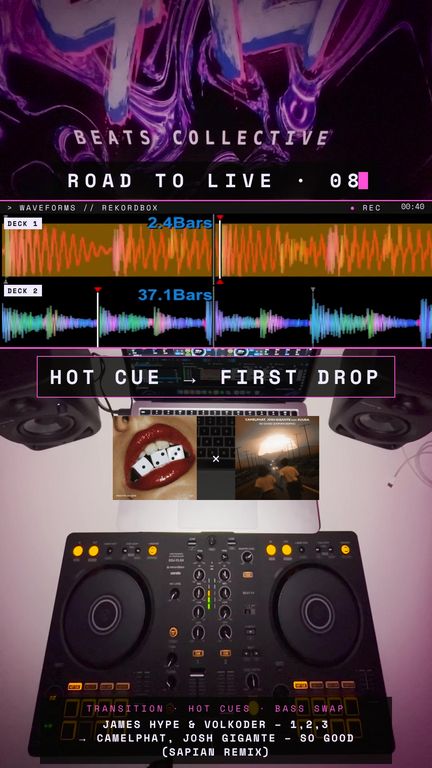 BEATS COLLECTIVE
ROAD TO LIVE · 08
> WAVEFORMS // REKORDBOX
● REC 00:40
DECK 1
2.4Bars
DECK 2
37.1Bars
HOT CUE → FIRST DROP
×
TRANSITION · HOT CUES · BASS SWAP
JAMES HYPE & VOLKODER – 1,2,3
→ CAMELPHAT, JOSH GIGANTE – SO GOOD
(SAPIAN REMIX)